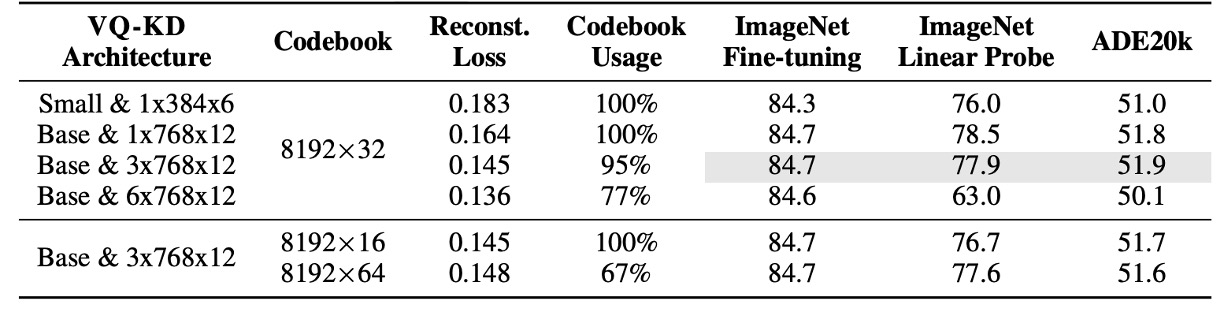 VQ-KD Architecture Codebook Reconst. Loss Codebook Usage ImageNet Fine-tuning ImageNet Linear Probe ADE20k
Small & 1x384x6 8192×32 0.183 100% 84.3 76.0 51.0
Base & 1x768x12 0.164 100% 84.7 78.5 51.8
Base & 3x768x12 0.145 95% 84.7 77.9 51.9
Base & 6x768x12 0.136 77% 84.6 63.0 50.1
Base & 3x768x12 8192×16 0.145 100% 84.7 76.7 51.7
8192×64 0.148 67% 84.7 77.6 51.6